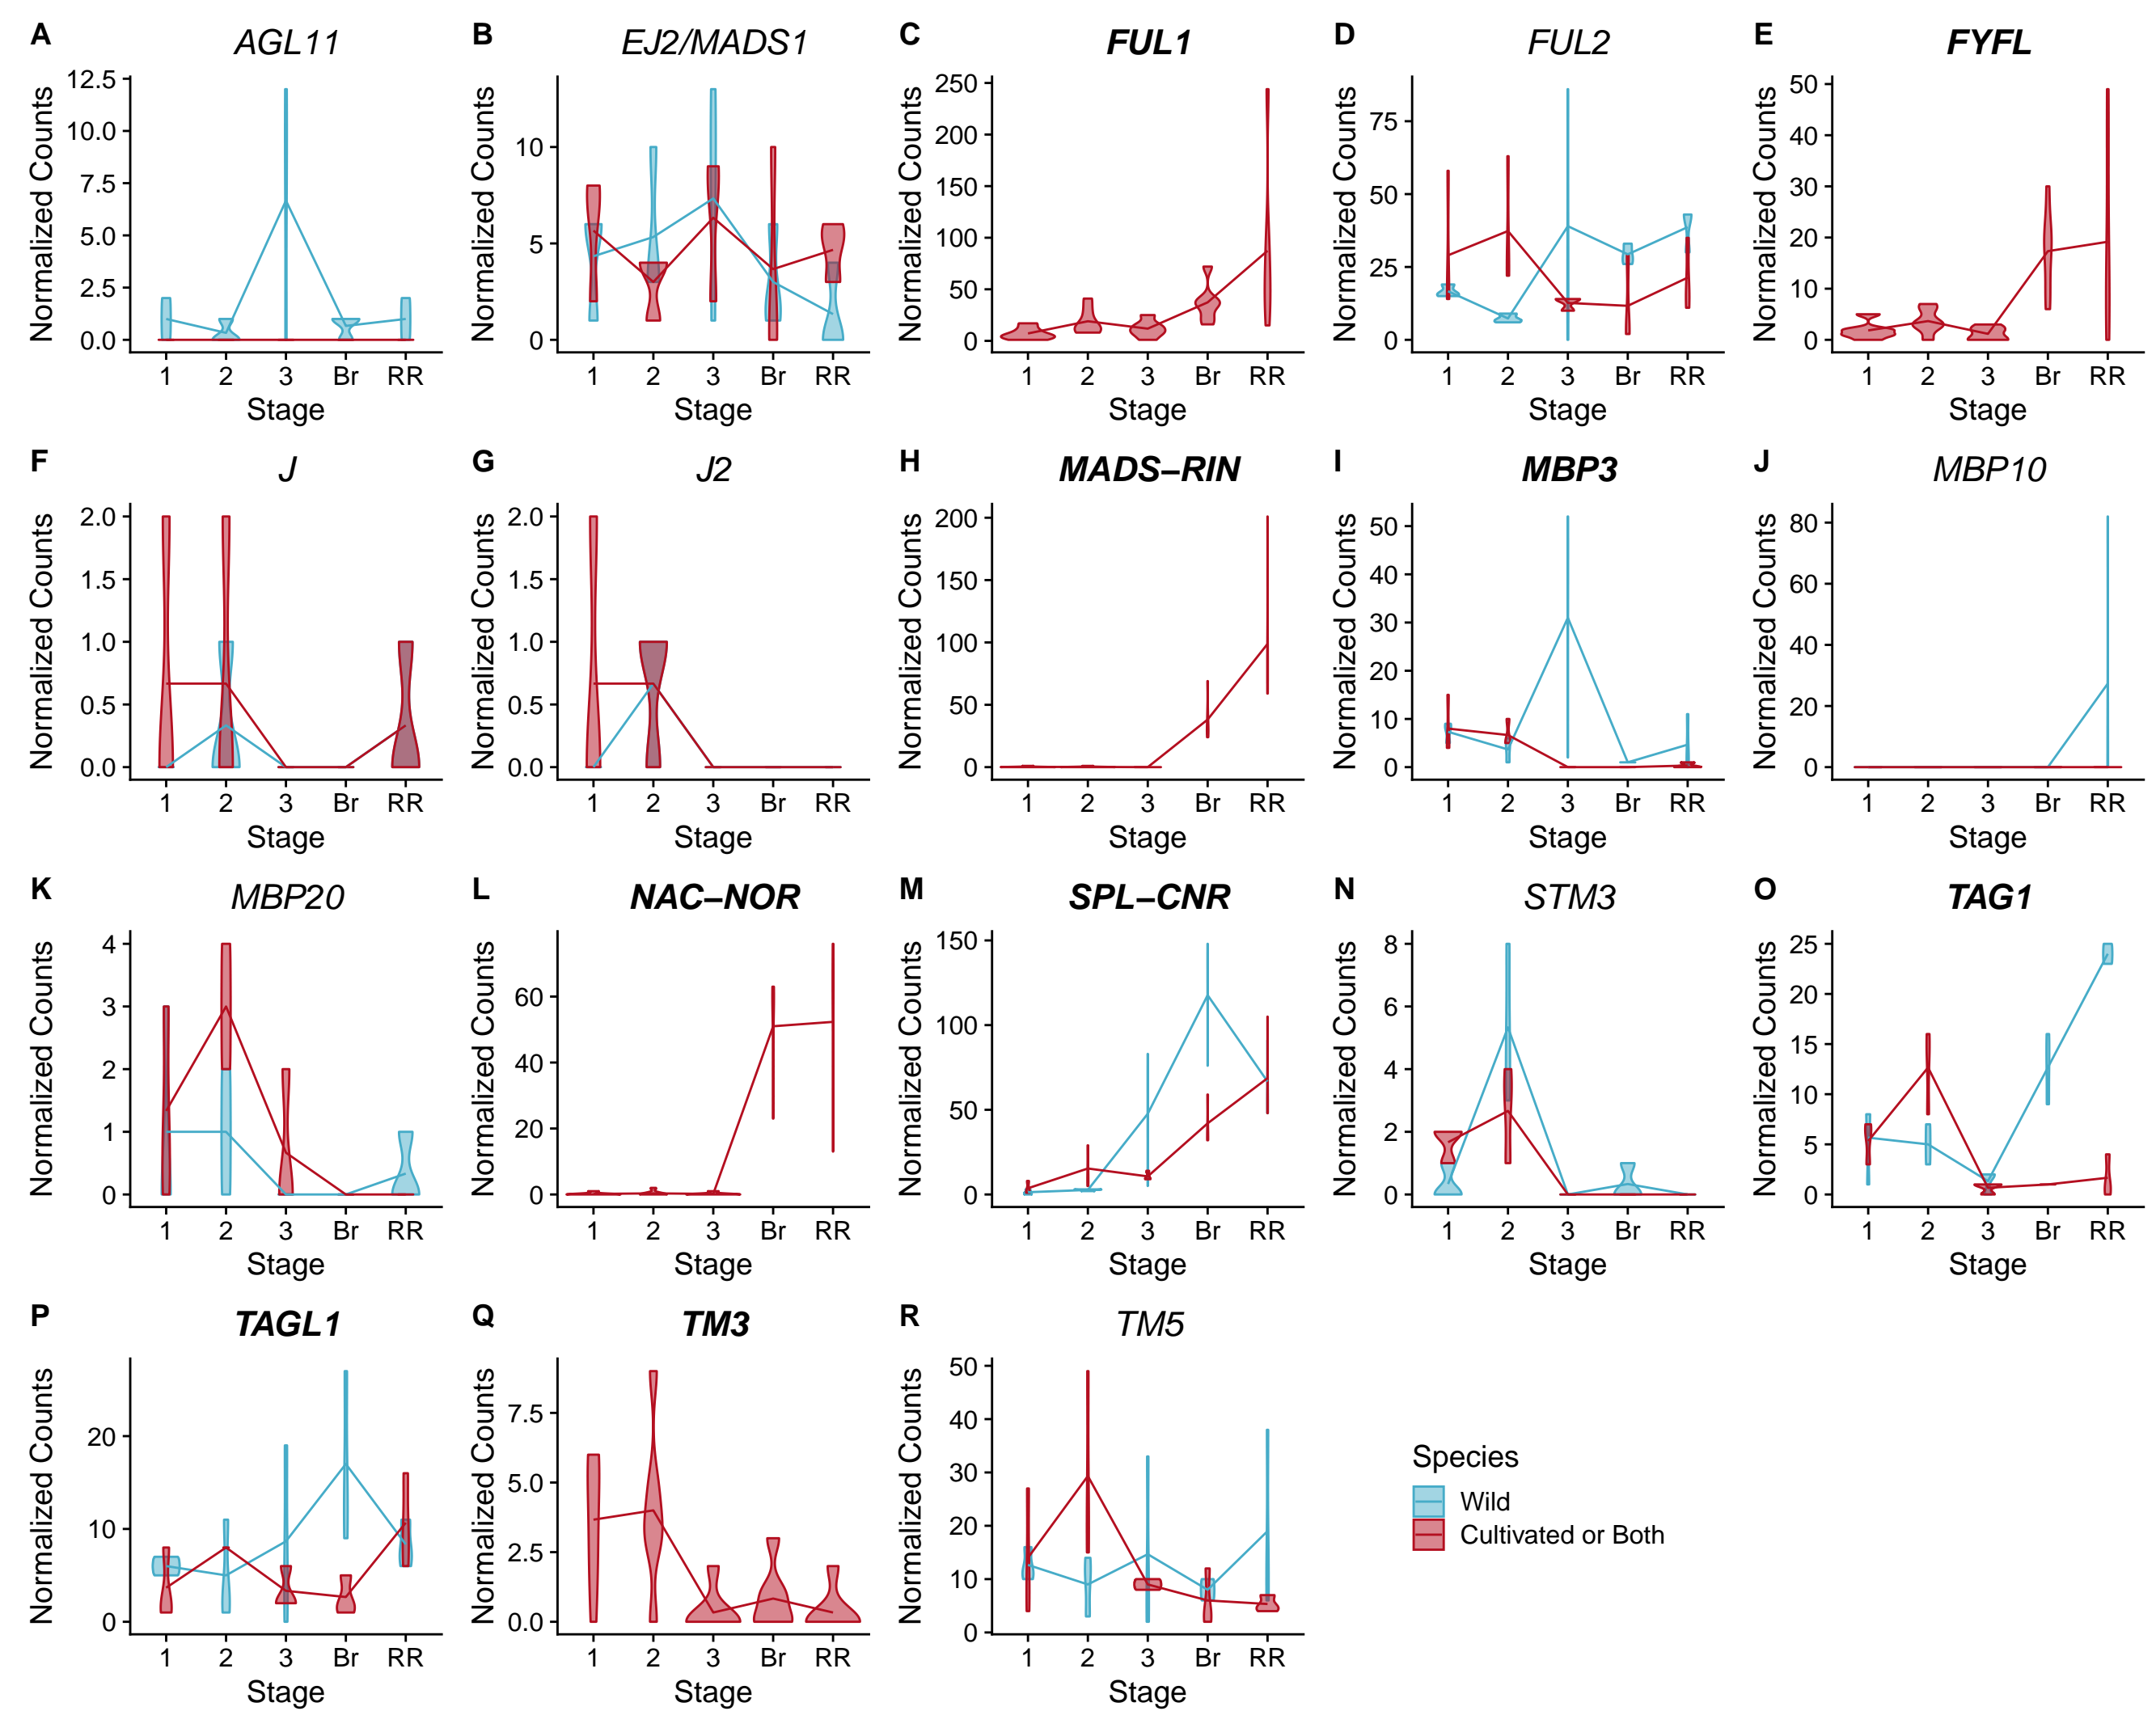 A AGL11
Normalized Counts
12.5
10.0
7.5
5.0
2.5
0.0
1 2 3 Br RR
Stage
B EJ2/MADS1
Normalized Counts
10
5
0
1 2 3 Br RR
Stage
C FUL1
Normalized Counts
250
200
150
100
50
0
1 2 3 Br RR
Stage
D FUL2
Normalized Counts
75
50
25
0
1 2 3 Br RR
Stage
E FYFL
Normalized Counts
50
40
30
20
10
0
1 2 3 Br RR
Stage
F J
Normalized Counts
2.0
1.5
1.0
0.5
0.0
1 2 3 Br RR
Stage
G J2
Normalized Counts
2.0
1.5
1.0
0.5
0.0
1 2 3 Br RR
Stage
H MADS–RIN
Normalized Counts
200
150
100
50
0
1 2 3 Br RR
Stage
I MBP3
Normalized Counts
50
40
30
20
10
0
1 2 3 Br RR
Stage
J MBP10
Normalized Counts
80
60
40
20
0
1 2 3 Br RR
Stage
K MBP20
Normalized Counts
4
3
2
1
0
1 2 3 Br RR
Stage
L NAC–NOR
Normalized Counts
60
40
20
0
1 2 3 Br RR
Stage
M SPL–CNR
Normalized Counts
150
100
50
0
1 2 3 Br RR
Stage
N STM3
Normalized Counts
8
6
4
2
0
1 2 3 Br RR
Stage
O TAG1
Normalized Counts
25
20
15
10
5
0
1 2 3 Br RR
Stage
P TAGL1
Normalized Counts
20
10
0
1 2 3 Br RR
Stage
Q TM3
Normalized Counts
7.5
5.0
2.5
0.0
1 2 3 Br RR
Stage
R TM5
Normalized Counts
50
40
30
20
10
0
1 2 3 Br RR
Stage
Species
Wild
Cultivated or Both